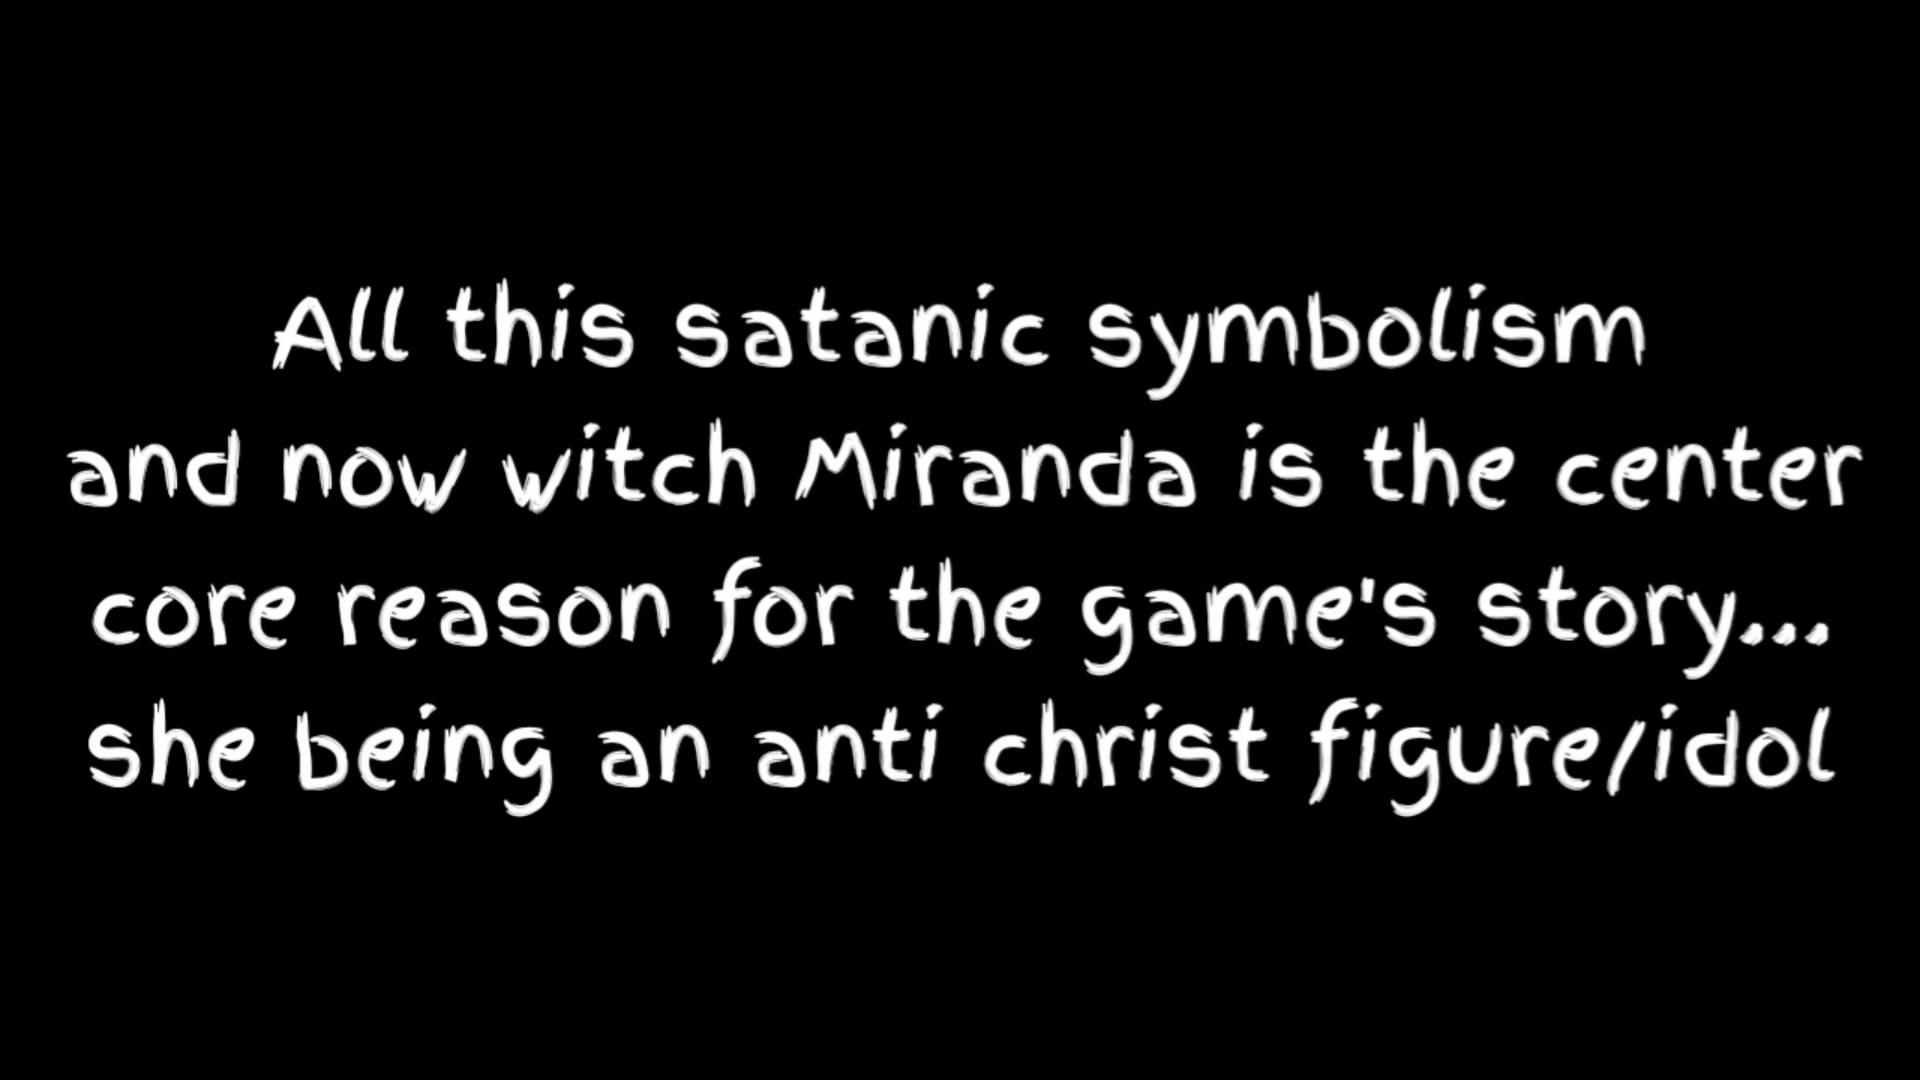 All this satanic symbolism
and now witch Miranda is the center
core reason for the game's story...
she being an anti christ figure/idol